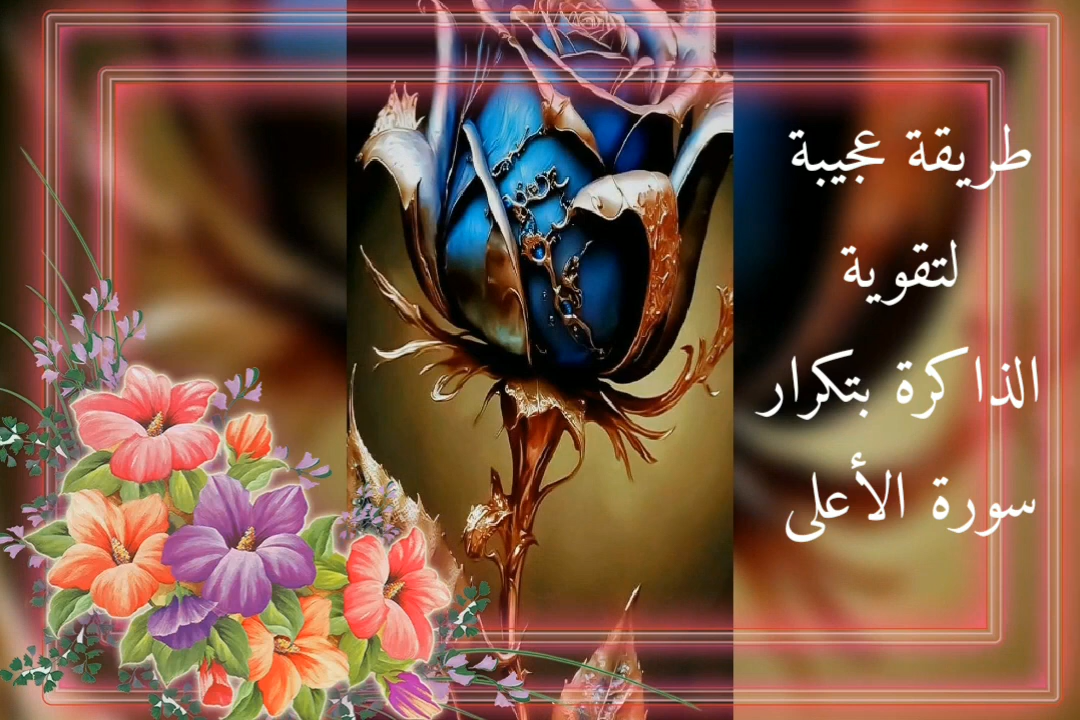 طريقة عجيبة
لتقوية
الذاكرة بتكرار
سورة الأعلى